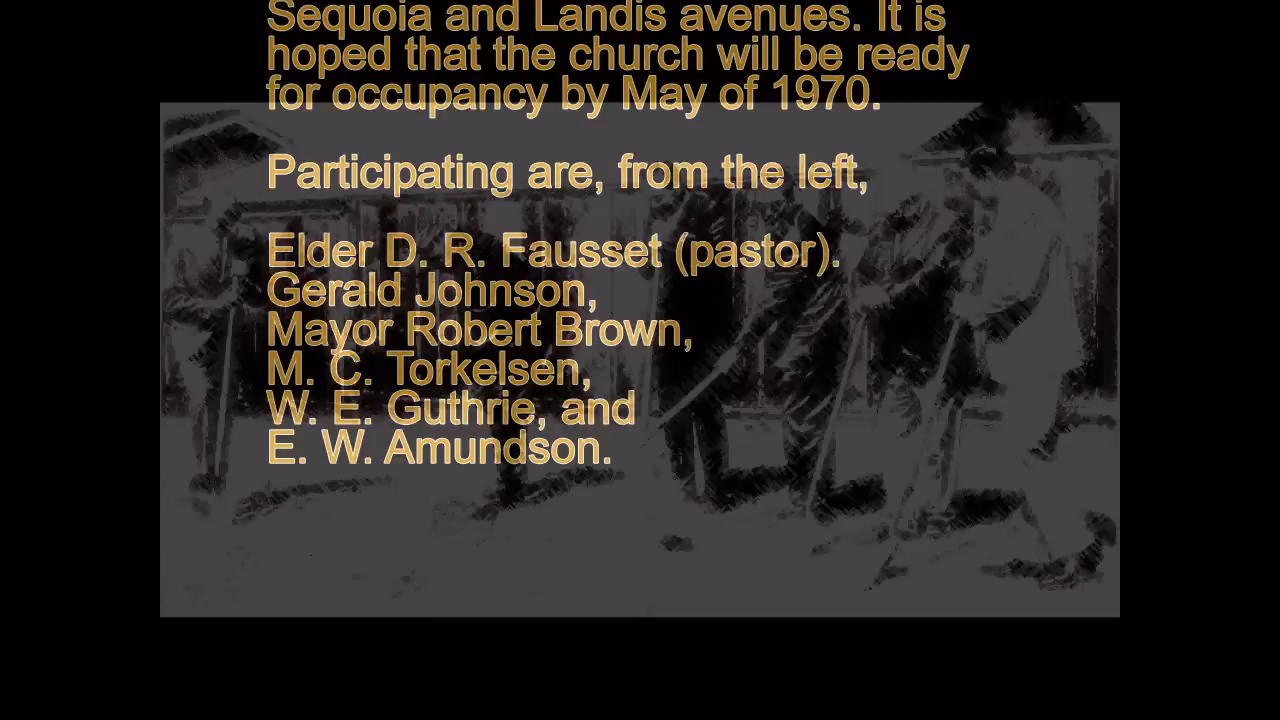 Sequoia and Landis avenues. It is
hoped that the church will be ready
for occupancy by May of 1970.
Participating are, from the left,
Elder D. R. Fausset (pastor).
Gerald Johnson,
Mayor Robert Brown,
M. C. Torkelsen,
W. E. Guthrie, and
E. W. Amundson.